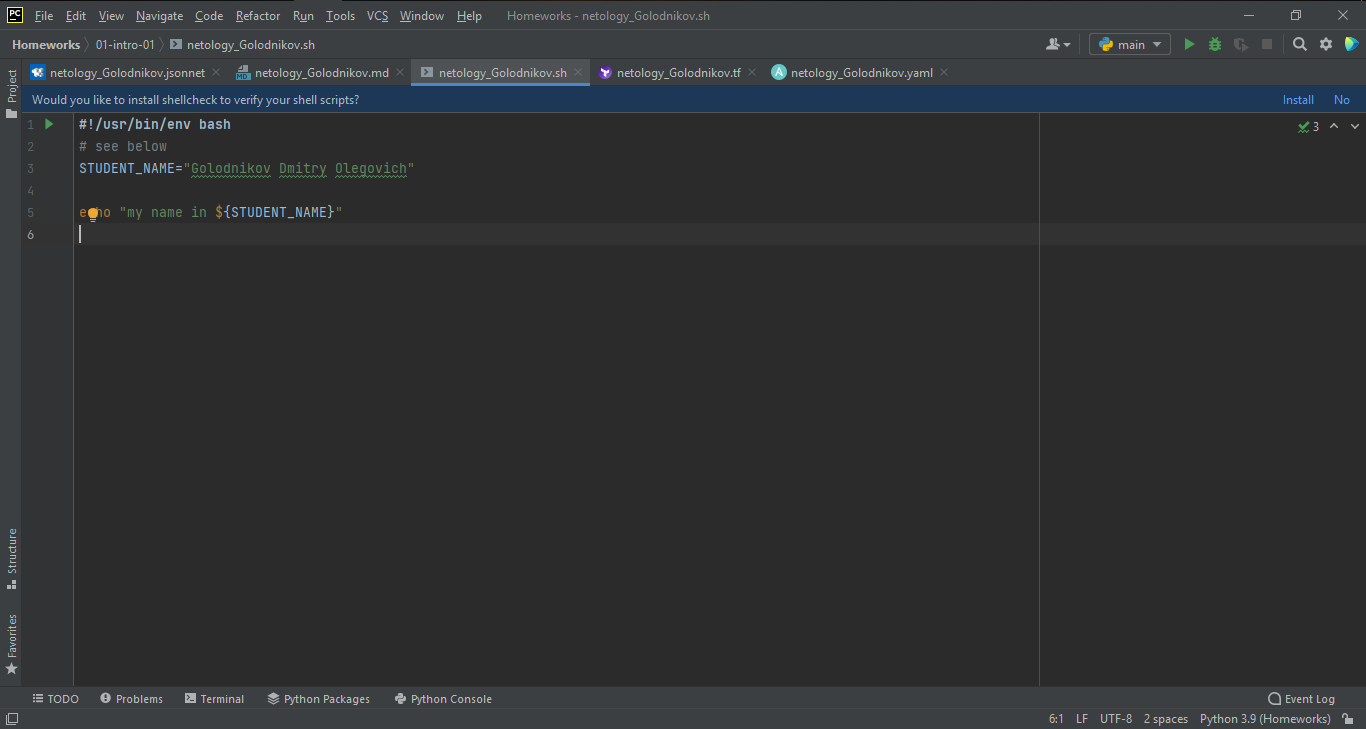 PC File Edit View Navigate Code Refactor Run Tools VCS Window Help Homeworks - netology_Golodnikov.sh
Homeworks 01-intro-01 netology_Golodnikov.sh main
netology_Golodnikov.jsonnet netology_Golodnikov.md netology_Golodnikov.sh netology_Golodnikov.tf netology_Golodnikov.yaml
Would you like to install shellcheck to verify your shell scripts? Install No
Project
1 #!/usr/bin/env bash 3
2 # see below
3 STUDENT_NAME="Golodnikov Dmitry Olegovich"
4
5 echo "my name in ${STUDENT_NAME}"
6
Structure
Favorites
TODO Problems Terminal Python Packages Python Console Event Log
6:1 LF UTF-8 2 spaces Python 3.9 (Homeworks)